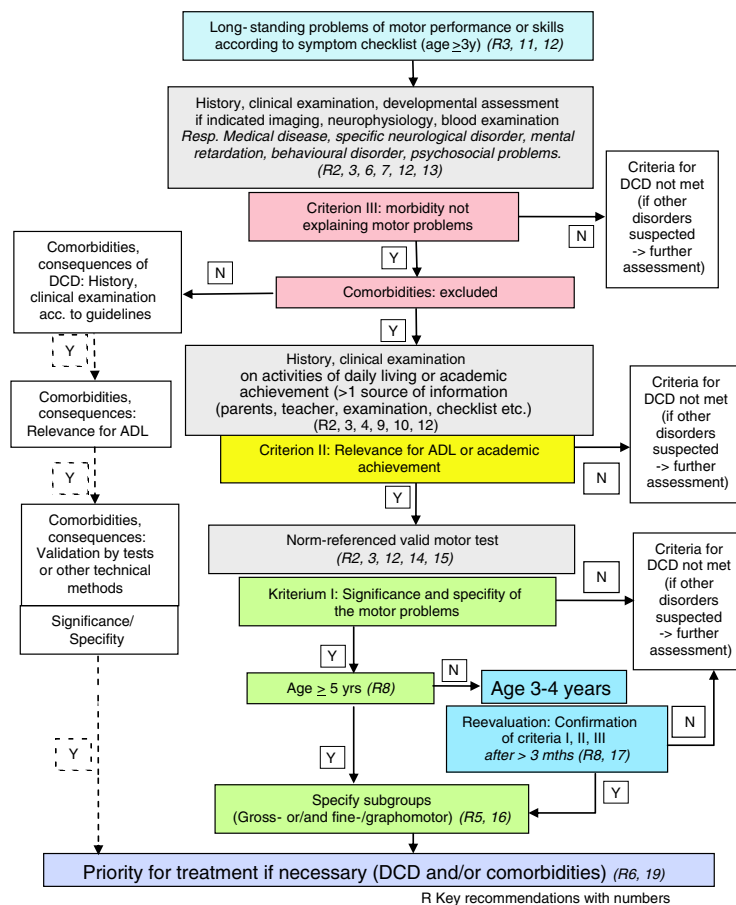 Long- standing problems of motor performance or skills
according to symptom checklist (age ≥3y) (R3, 11, 12)
History, clinical examination, developmental assessment
if indicated imaging, neurophysiology, blood examination
Resp. Medical disease, specific neurological disorder, mental
retardation, behavioural disorder, psychosocial problems.
(R2, 3, 6, 7, 12, 13)
Criteria for
DCD not met
(if other
disorders
suspected
-> further
assessment)
Criterion III: morbidity not
explaining motor problems
N
Y
Comorbidities,
consequences of
DCD: History,
clinical examination
acc. to guidelines
N
Comorbidities: excluded
Y
Y
History, clinical examination
on activities of daily living or academic
achievement (>1 source of information
(parents, teacher, examination, checklist etc.)
(R2, 3, 4, 9, 10, 12)
Criteria for
DCD not met
(if other
disorders
suspected
-> further
assessment)
Comorbidities,
consequences:
Relevance for ADL
Criterion II: Relevance for ADL or academic
achievement
N
Y
Y
Comorbidities,
consequences:
Validation by tests
or other technical
methods
Norm-referenced valid motor test
(R2, 3, 12, 14, 15)
Criteria for
DCD not met
(if other
disorders
suspected
-> further
assessment)
Kriterium I: Significance and specifity of
the motor problems
N
Significance/
Specifity
Y
Age ≥ 5 yrs (R8)
N
Age 3-4 years
Reevaluation: Confirmation
of criteria I, II, III
after > 3 mths (R8, 17)
N
Y
Y
Y
Specify subgroups
(Gross- or/and fine-/graphomotor) (R5, 16)
Priority for treatment if necessary (DCD and/or comorbidities) (R6, 19)
R Key recommendations with numbers